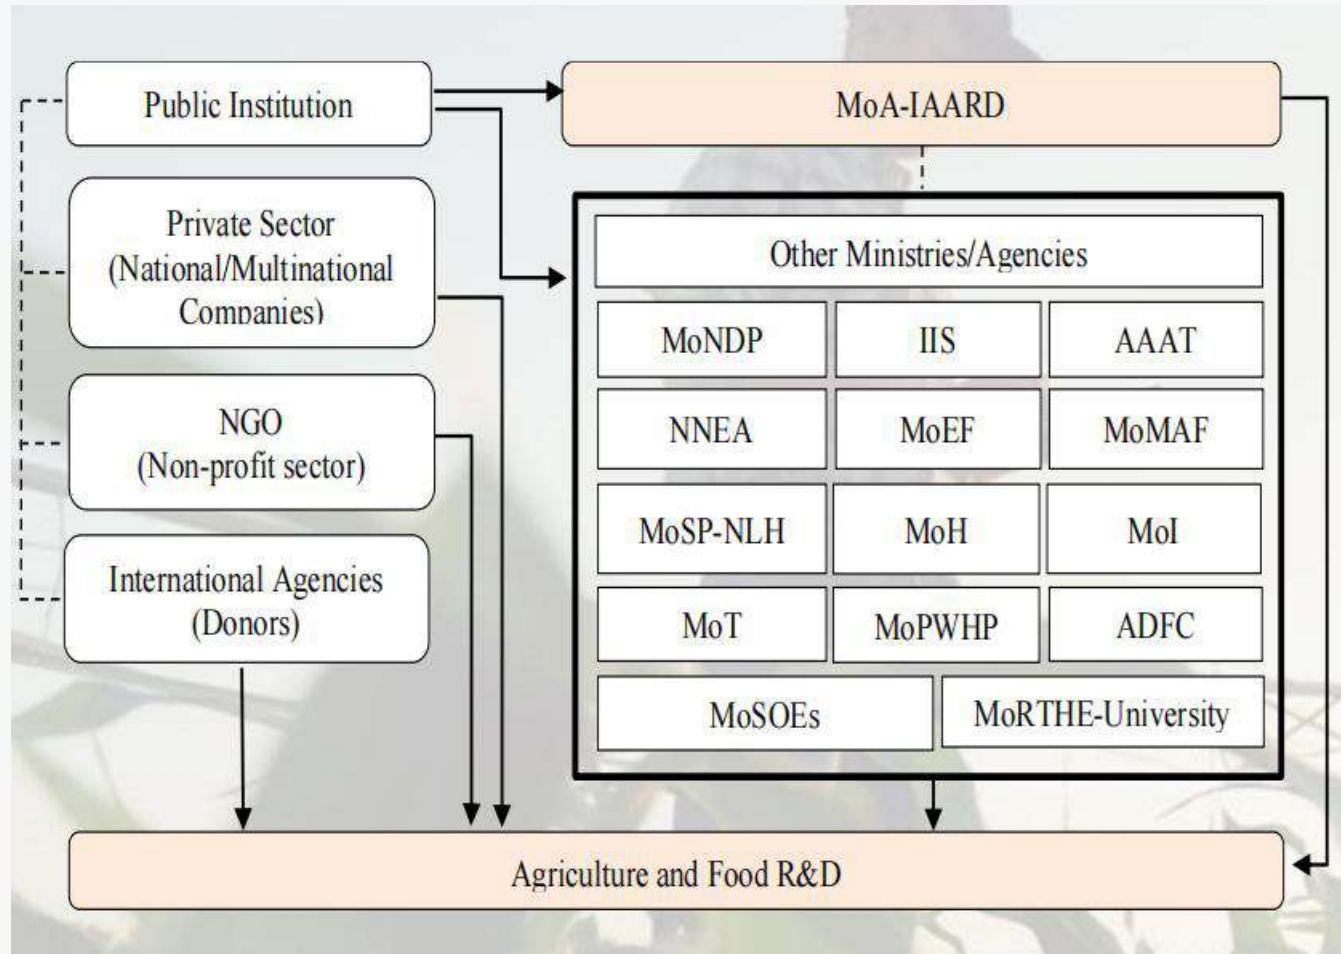 Public Institution
MoA-IAARD
Private Sector
(National/Multinational
Companies)
NGO
(Non-profit sector)
International Agencies
(Donors)
Other Ministries/Agencies
MoNDP
IIS
AAAT
NNEA
MoEF
MoMAF
MoSP-NLH
MoH
MoI
MoT
MoPWHP
ADFC
MoSOEs
MoRTHE-University
Agriculture and Food R&D